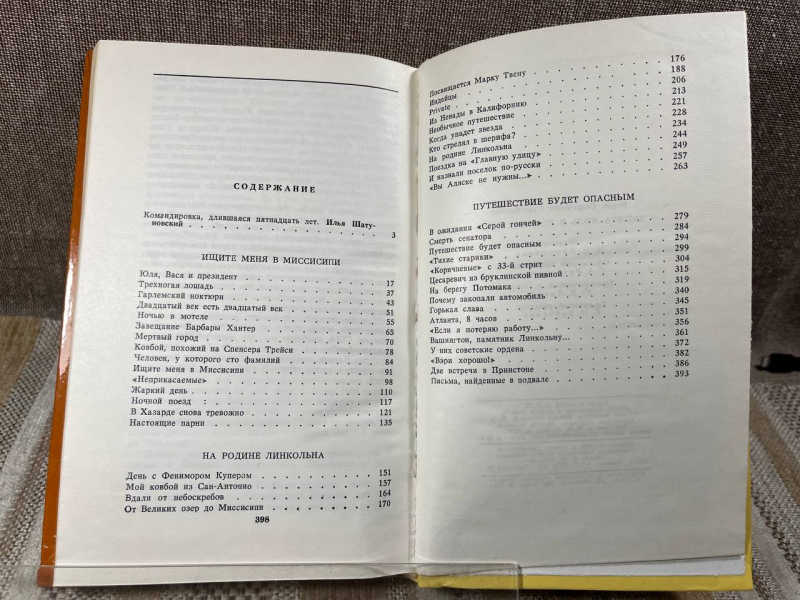 СОДЕРЖАНИЕ
Командировка, длившаяся пятнадцать лет. Илья Шату-
новский . . . . . . . . . . . . . 3
ИЩИТЕ МЕНЯ В МИССИСИПИ
Юля, Вася и президент . . . . . . . . . 17
Трехногая лошадь . . . . . . . . . 37
Гарлемский ноктюрн . . . . . . . . . 43
Двадцатый век есть двадцатый век . . . . . . . 51
Ночью в мотеле . . . . . . . . . 55
Завещание Барбары Хантер . . . . . . . . 65
Мертвый город . . . . . . . . . 70
Ковбой, похожий на Спенсера Трейси . . . . . . 78
Человек, у которого сто фамилий . . . . . . . 84
Ищите меня в Миссисипи . . . . . . . . 91
«Неприкасаемые» . . . . . . . . . 98
Жаркий день . . . . . . . . . 110
Ночной поезд : . . . . . . . . . 117
В Хазарде снова тревожно . . . . . . . . 121
Настоящие парни . . . . . . . . . 135
НА РОДИНЕ ЛИНКОЛЬНА
День с Фенимором Купером . . . . . . . . 151
Мой ковбой из Сан-Антонио . . . . . . . . 157
Вдали от небоскребов . . . . . . . . 164
От Великих озер до Миссисипи . . . . . . . 170
398
Посвящается Марку Твену . . . . . . . . 176
Индейцы . . . . . . . . . 188
Private . . . . . . . . . 206
Из Невады в Калифорнию . . . . . . . . 213
Необычное путешествие . . . . . . . . 221
Когда упадет звезда . . . . . . . . 228
Кто стрелял в шерифа? . . . . . . . . 234
На родине Линкольна . . . . . . . . 244
Поездка на «Главную улицу» . . . . . . . 249
И назвали поселок по-русски . . . . . . . 257
«Вы Аляске не нужны...» . . . . . . . . 263
ПУТЕШЕСТВИЕ БУДЕТ ОПАСНЫМ
В ожидании «Серой гончей» . . . . . . . 279
Смерть сенатора . . . . . . . . . 284
Путешествие будет опасным . . . . . . . 294
«Тихие старики» . . . . . . . . . 299
«Коричневые» с 33-й стрит . . . . . . . 304
Цесаревич из бруклинской пивной . . . . . . 315
На берегу Потомака . . . . . . . . 319
Почему закопали автомобиль . . . . . . . 340
Горькая слава . . . . . . . . . 345
Атланта, 8 часов . . . . . . . . . 351
«Если я потеряю работу...» . . . . . . . 356
Вашингтон, памятник Линкольну... . . . . . . 361
У них советские ордена . . . . . . . . 372
«Вэри хорошо!» . . . . . . . . . 382
Две встречи в Принстоне . . . . . . . . 386
Письма, найденные в подвале . . . . . . . 393